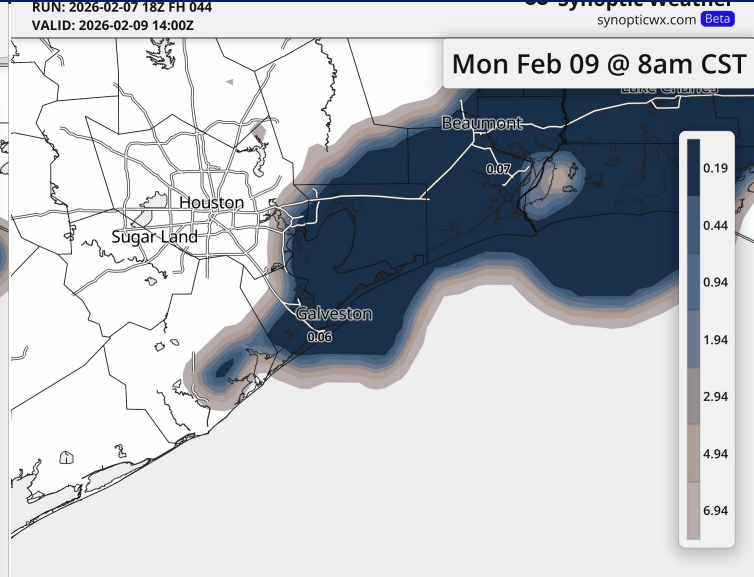 RUN: 2026-02-07 18Z FH 044
VALID: 2026-02-09 14:00Z
Synoptic Weather
synopticwx.com Beta
Mon Feb 09 @ 8am CST
Lake Charles
Beaumont
0.07
Houston
Sugar Land
Galveston
0.06
0.19
0.44
0.94
1.94
2.94
4.94
6.94